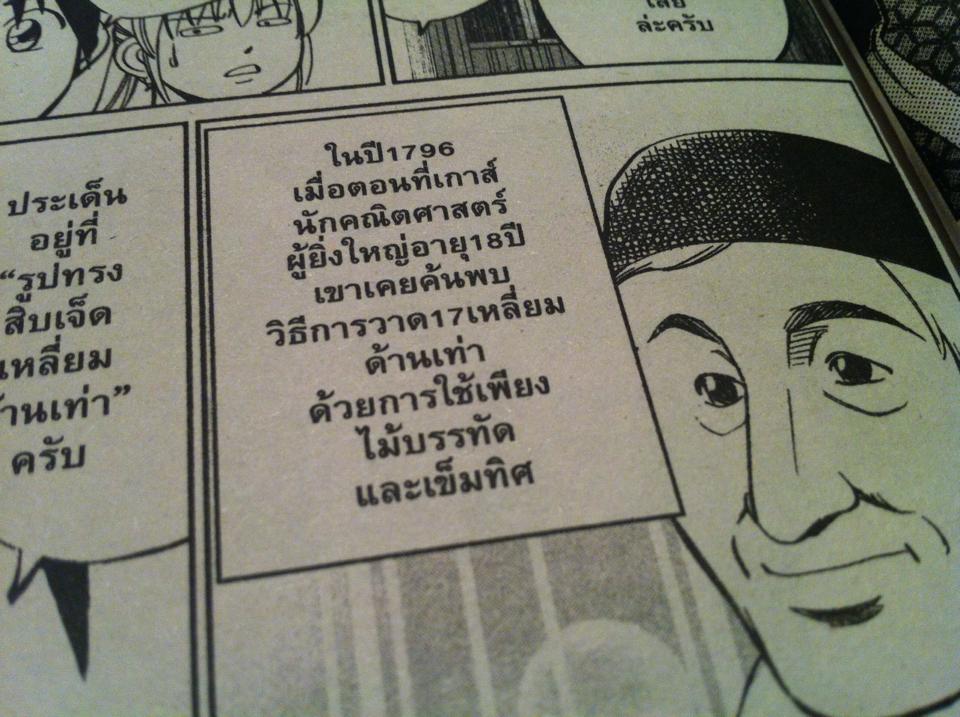 เลย
ล่ะครับ
ในปี1796
เมื่อตอนที่เกาส์
นักคณิตศาสตร์
ผู้ยิ่งใหญ่อายุ18ปี
เขาเคยค้นพบ
วิธีการวาด17เหลี่ยม
ด้านเท่า
ด้วยการใช้เพียง
ไม้บรรทัด
และเข็มทิศ
ประเด็น
อยู่ที่
“รูปทรง
สิบเจ็ด
เหลี่ยม
ด้านเท่า”
ครับ